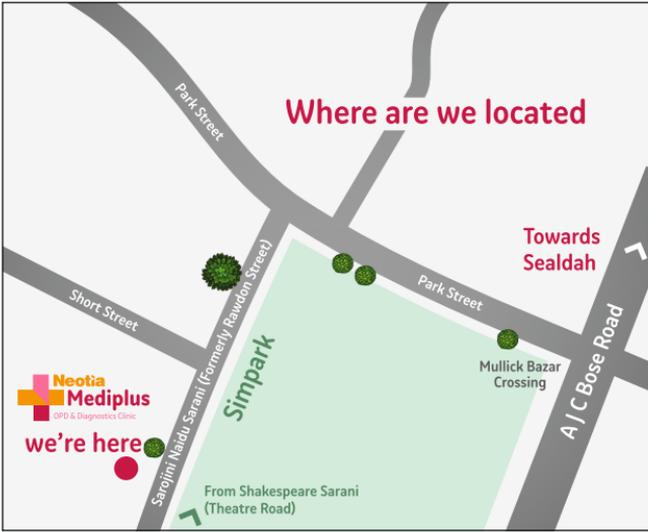 Park Street
Where are we located
Towards
Sealdah
Park Street
Short Street
Sarojini Naidu Sarani (Formerly Rawdon Street)
Simpark
A J C Bose Road
Mullick Bazar
Crossing
Neotia
Mediplus
OPD & Diagnostics Clinic
we're here
From Shakespeare Sarani
(Theatre Road)